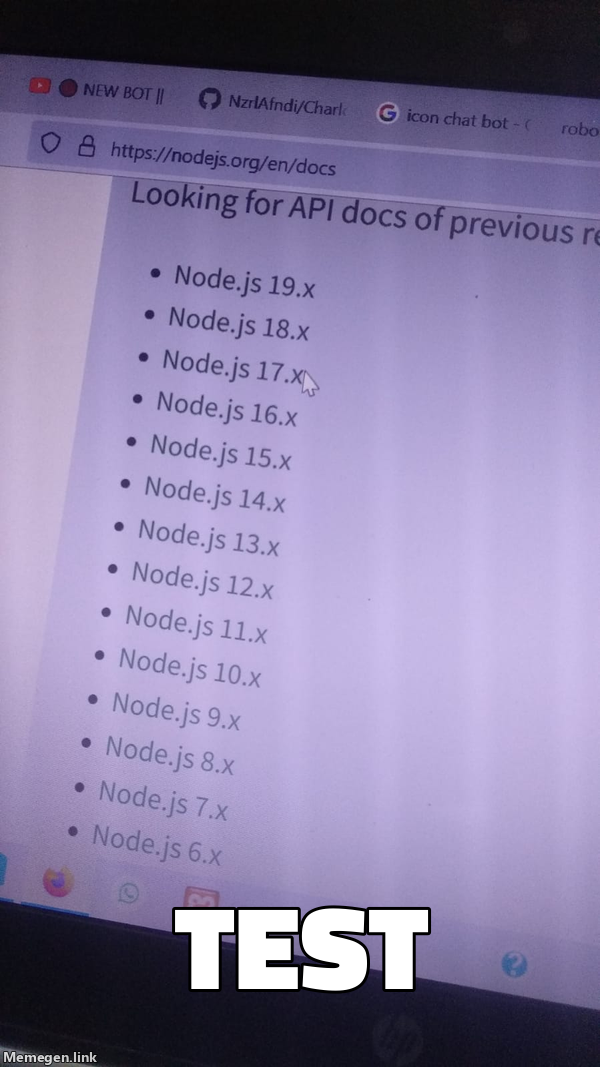 NEW BOT ||
NzrlAfndi/Charl
icon chat bot - (
robo
https://nodejs.org/en/docs
Looking for API docs of previous re
Node.js 19.x
Node.js 18.x
Node.js 17.x
Node.js 16.x
Node.js 15.x
Node.js 14.x
Node.js 13.x
Node.js 12.x
Node.js 11.x
Node.js 10.x
Node.js 9.x
Node.js 8.x
Node.js 7.x
Node.js 6.x
TEST
hp
Memegen.link